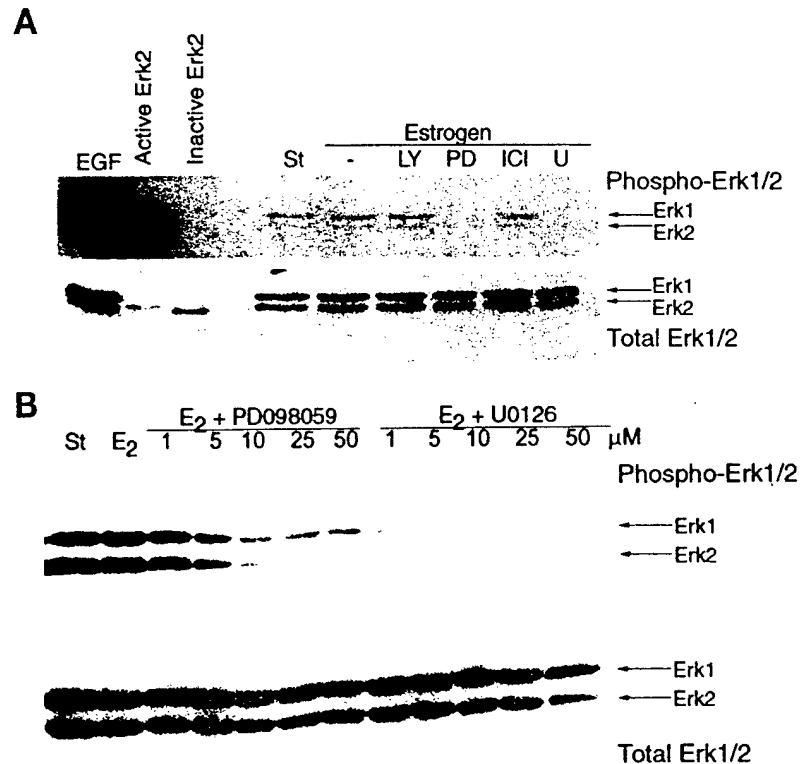 A
EGF
Active Erk2
Inactive Erk2
St
Estrogen
- LY PD ICI U
Phospho-Erk1/2
Erk1
Erk2
Erk1
Erk2
Total Erk1/2
B
E2 + PD098059
E2 + U0126
St E2 1 5 10 25 50 1 5 10 25 50 μM
Phospho-Erk1/2
Erk1
Erk2
Erk1
Erk2
Total Erk1/2